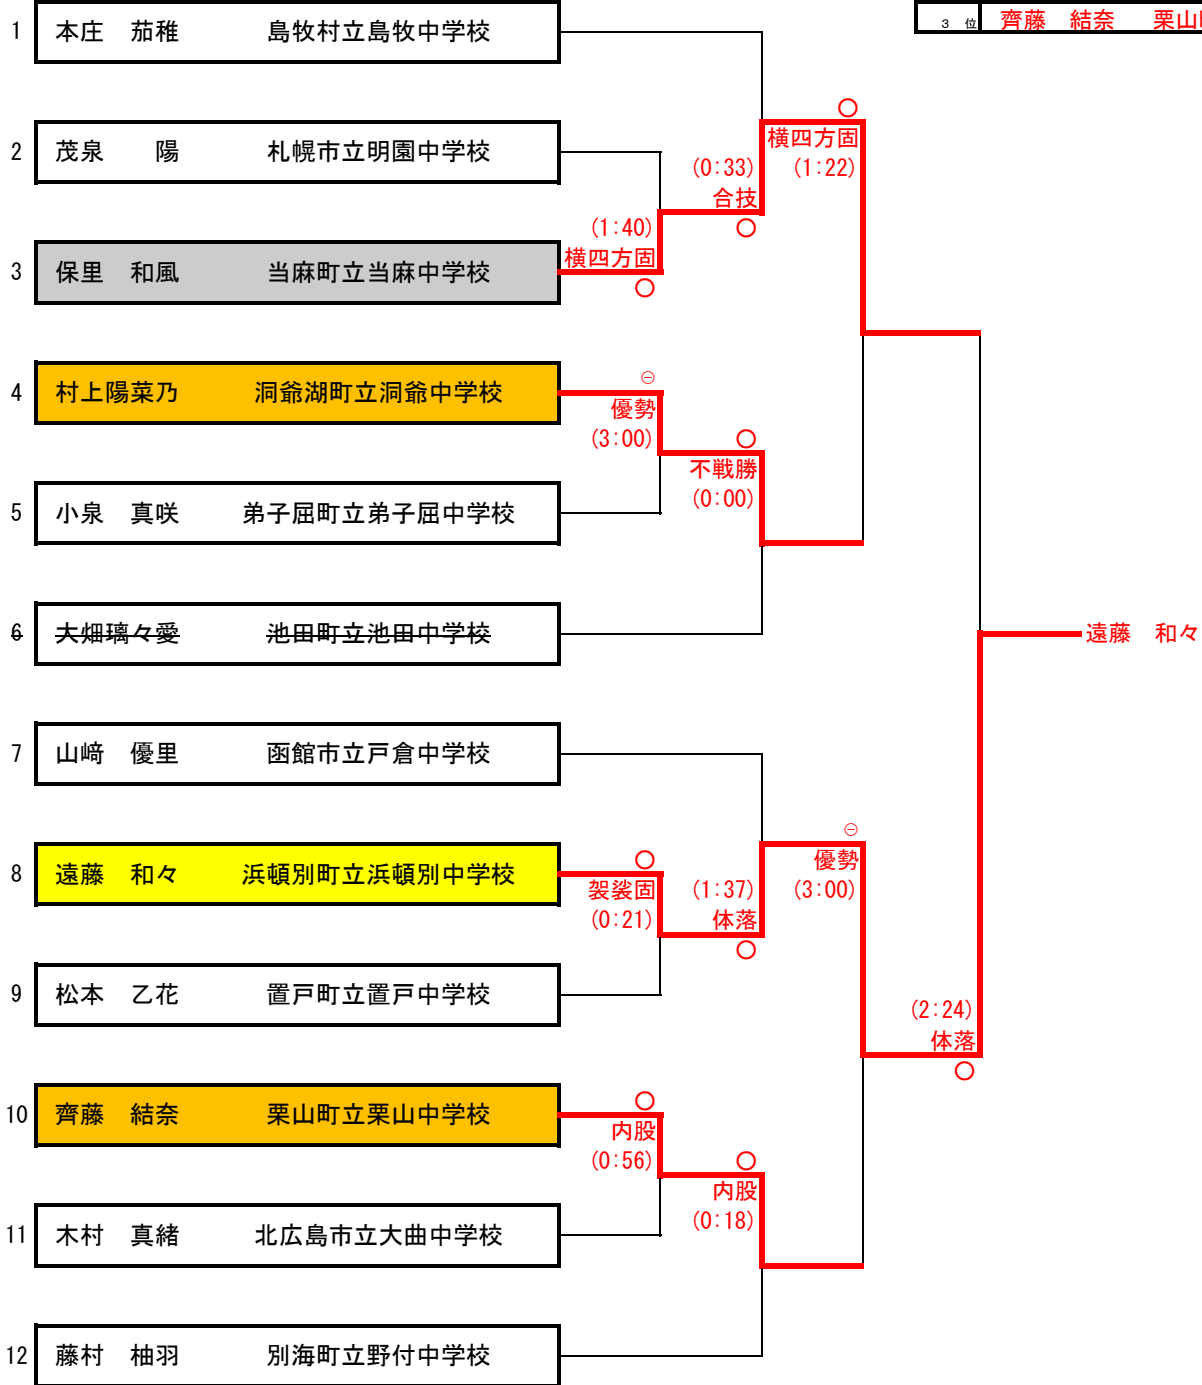 3 位 齊藤 結奈 栗山
1 本庄 茄稚 島牧村立島牧中学校
横四方固
2 茂泉 陽 札幌市立明園中学校
(0:33) (1:22)
合技
(1:40)
横四方固
3 保里 和風 当麻町立当麻中学校
4 村上陽菜乃 洞爺湖町立洞爺中学校
優勢
(3:00)
不戦勝
(0:00)
5 小泉 真咲 弟子屈町立弟子屈中学校
6 大畑璃々愛 池田町立池田中学校
遠藤 和々
7 山﨑 優里 函館市立戸倉中学校
優勢
8 遠藤 和々 浜頓別町立浜頓別中学校
袈裟固 (1:37) (3:00)
(0:21) 体落
9 松本 乙花 置戸町立置戸中学校
(2:24)
体落
10 齊藤 結奈 栗山町立栗山中学校
内股
(0:56)
内股
(0:18)
11 木村 真緒 北広島市立大曲中学校
12 藤村 柚羽 別海町立野付中学校